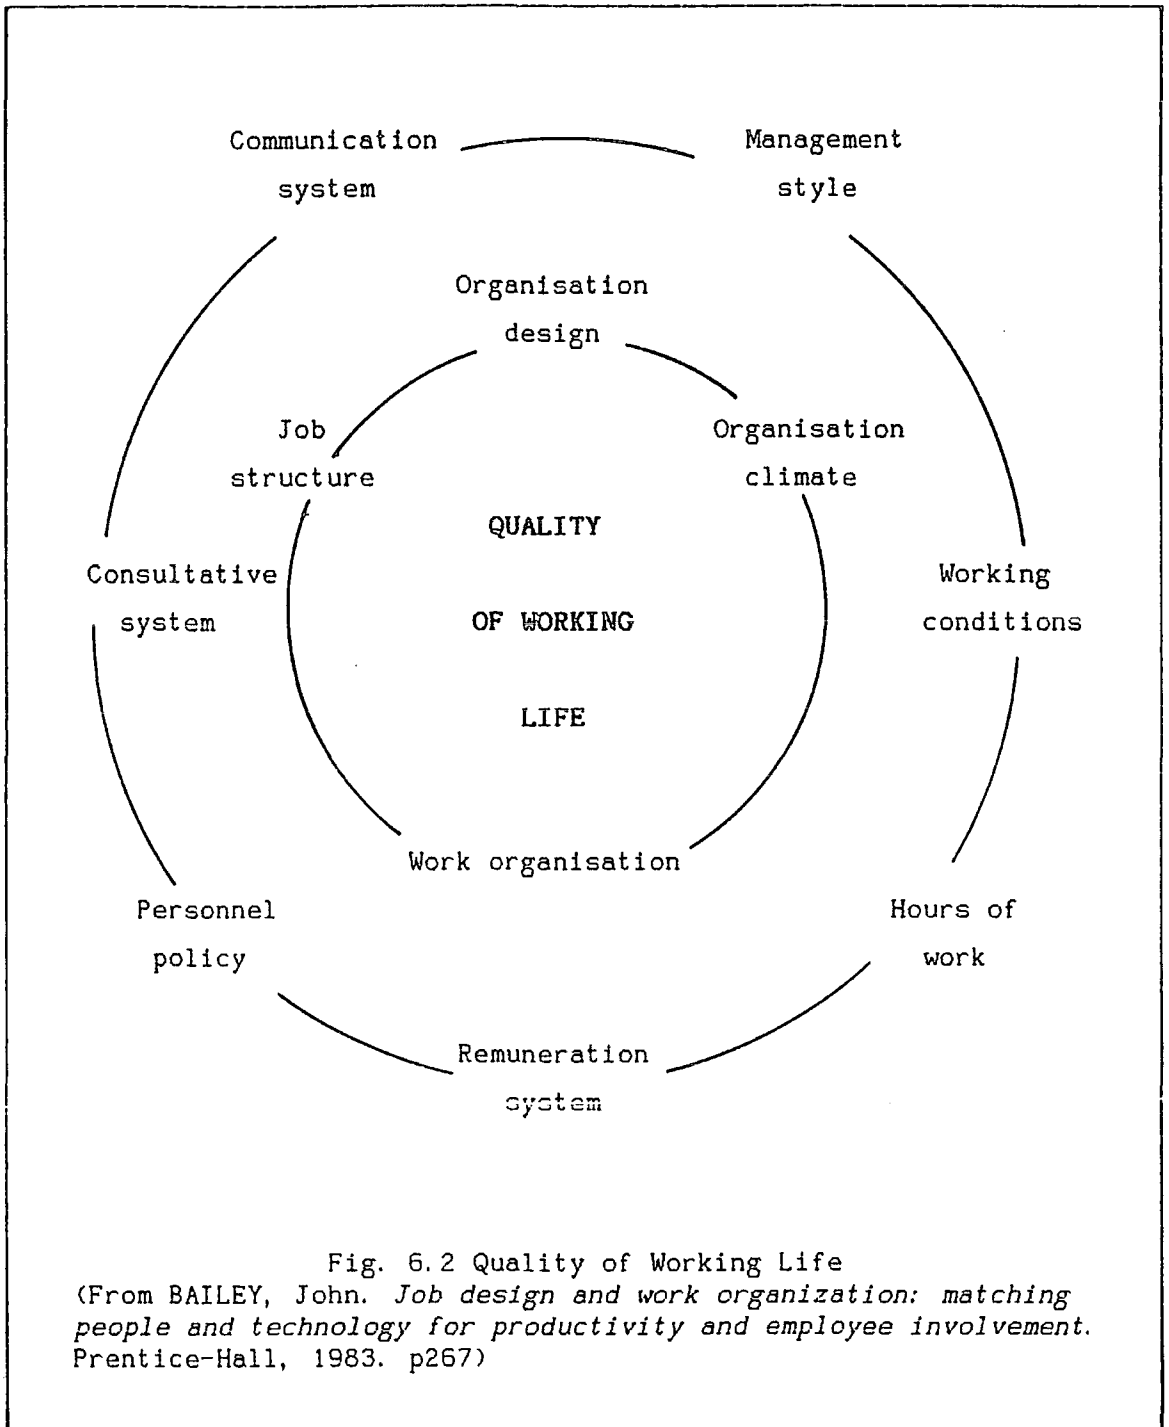 Communication
system
Management
style
Organisation
design
Job
structure
Organisation
climate
QUALITY
OF WORKING
LIFE
Consultative
system
Working
conditions
Work organisation
Personnel
policy
Hours of
work
Remuneration
system
Fig. 6.2 Quality of Working Life
(From BAILEY, John. Job design and work organization: matching
people and technology for productivity and employee involvement.
Prentice-Hall, 1983. p267)